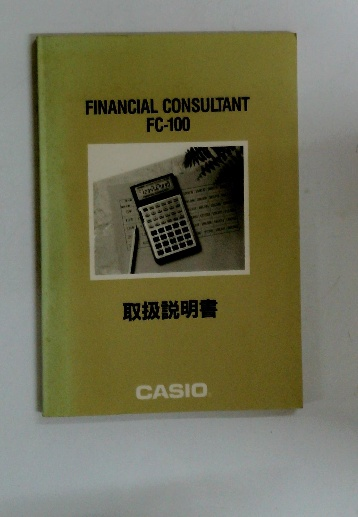 FINANCIAL CONSULTANT
FC-100
取扱説明書
CASIO